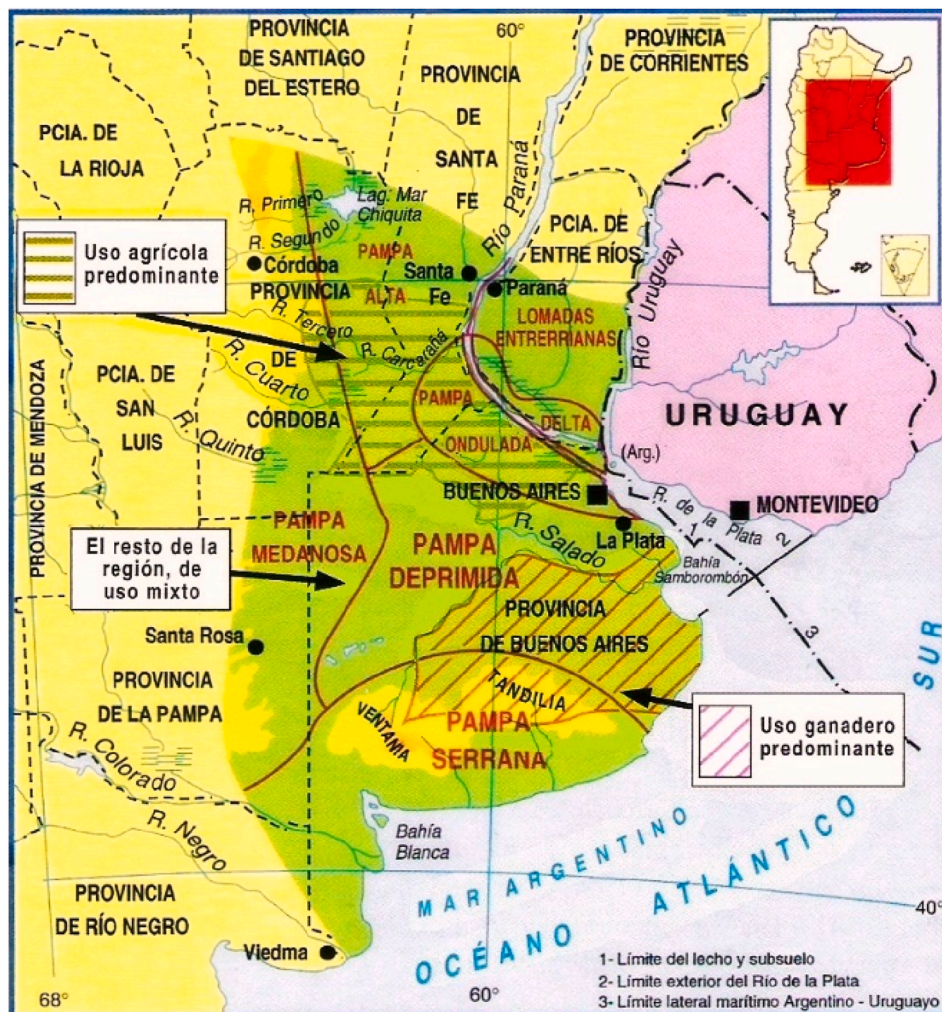 60°
PROVINCIA
DE SANTIAGO
DEL ESTERO
PROVINCIA
DE CORRIENTES
PROVINCIA
DE
SANTA
FE
PCIA. DE
LA RIOJA
Río Paraná
R. Primero
Lag. Mar
Chiquita
PCIA. DE
ENTRE RÍOS
R. Segundo
Uso agrícola
predominante
PAMPA
ALTA
Córdoba
Santa
Fe
Paraná
Río Uruguay
PROVINCIA
DE
CÓRDOBA
R. Tercero
LOMADAS
ENTRERRIANAS
R. Carcarañá
R. Cuarto
PROVINCIA DE MENDOZA
PCIA. DE
SAN
LUIS
R. Quinto
PAMPA
ONDULADA
DELTA
URUGUAY
(Arg.)
BUENOS AIRES
R. de la Plata
MONTEVIDEO
1
2
La Plata
R. Salado
PAMPA
MEDANOSA
PAMPA
DEPRIMIDA
Bahía
Samborombón
El resto de la
región, de
uso mixto
PROVINCIA
DE BUENOS AIRES
3
SUR
Santa Rosa
TANDILIA
PROVINCIA
DE LA PAMPA
VENTANIA
PAMPA
SERRANA
Uso ganadero
predominante
R. Colorado
R. Negro
Bahía
Blanca
MAR ARGENTINO
OCÉANO ATLÁNTICO
PROVINCIA
DE RÍO NEGRO
40°
Viedma
1- Límite del lecho y subsuelo
2- Límite exterior del Río de la Plata
3- Límite lateral marítimo Argentino - Uruguayo
68°
60°